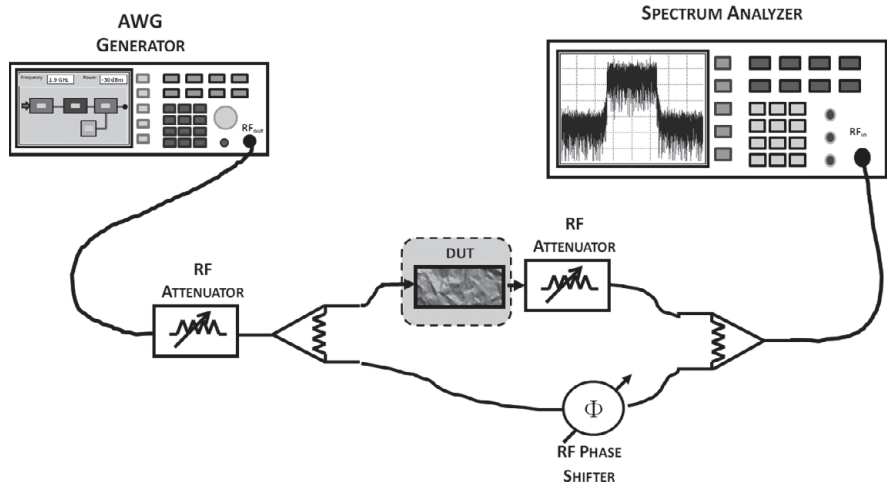 AWG
GENERATOR
SPECTRUM ANALYZER
Frequency 1.9 GHz Power -30 dBm
RFout
RFin
RF
ATTENUATOR
DUT
RF
ATTENUATOR
Φ
RF PHASE
SHIFTER